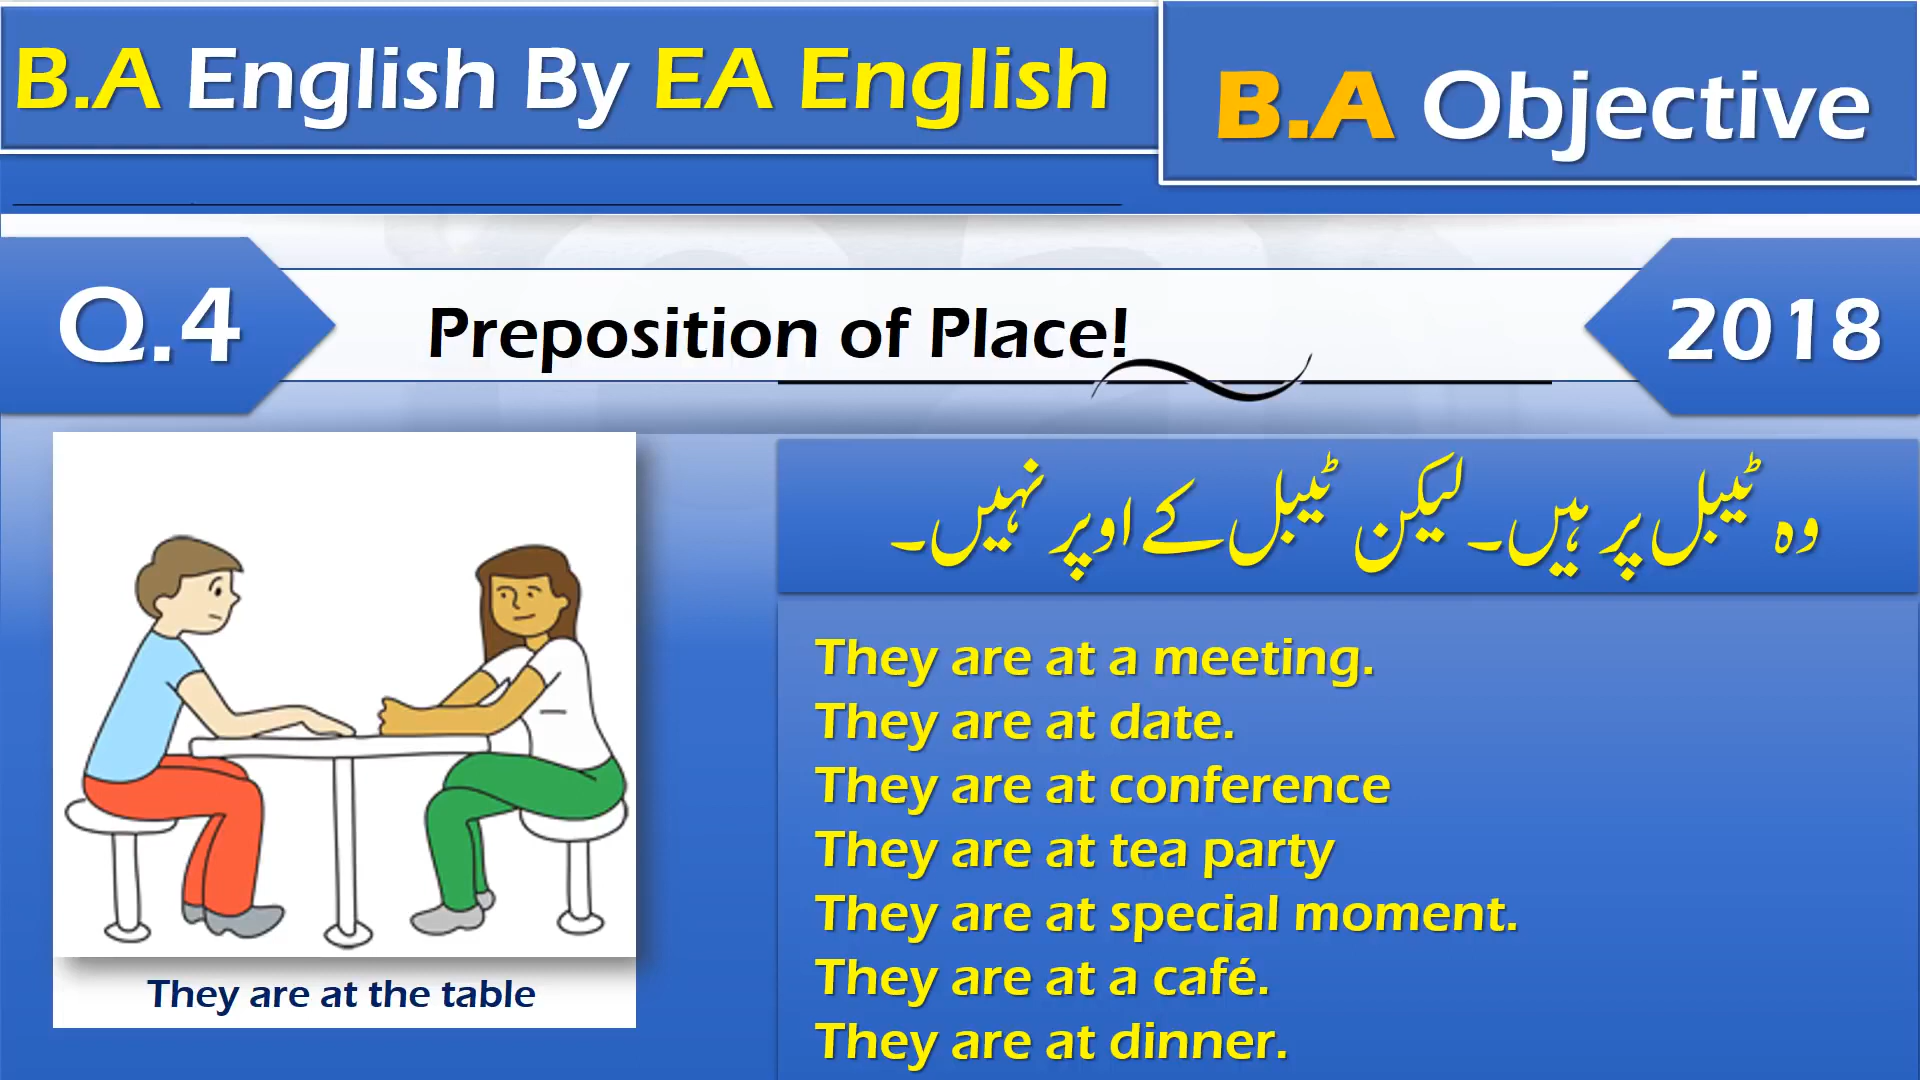 B.A English By EA English
B.A Objective
Q.4
Preposition of Place!
2018
وہ ٹیبل پر ہیں۔ لیکن ٹیبل کے اوپر نہیں۔
They are at a meeting.
They are at date.
They are at conference
They are at tea party
They are at special moment.
They are at a café.
They are at dinner.
They are at the table